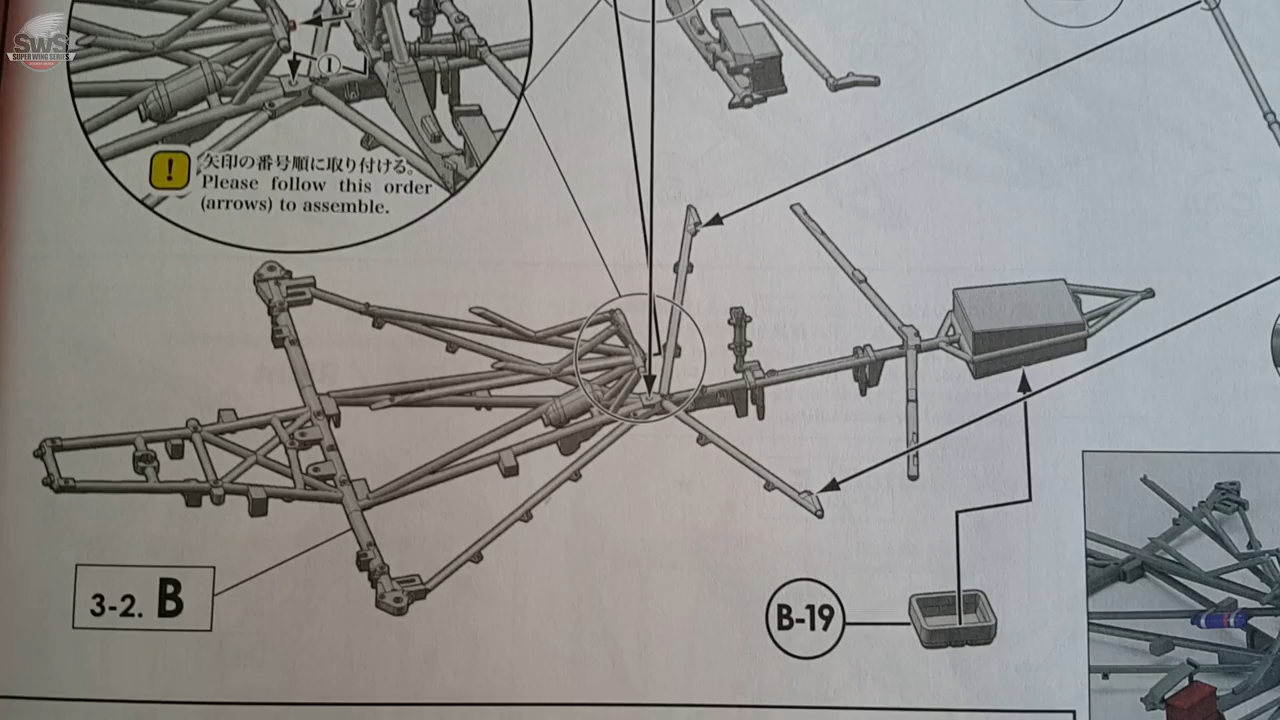 SWS
SUPER WING SERIES
1
!
矢印の番号順に取り付ける。
Please follow this order
(arrows) to assemble.
3-2. B
B-19